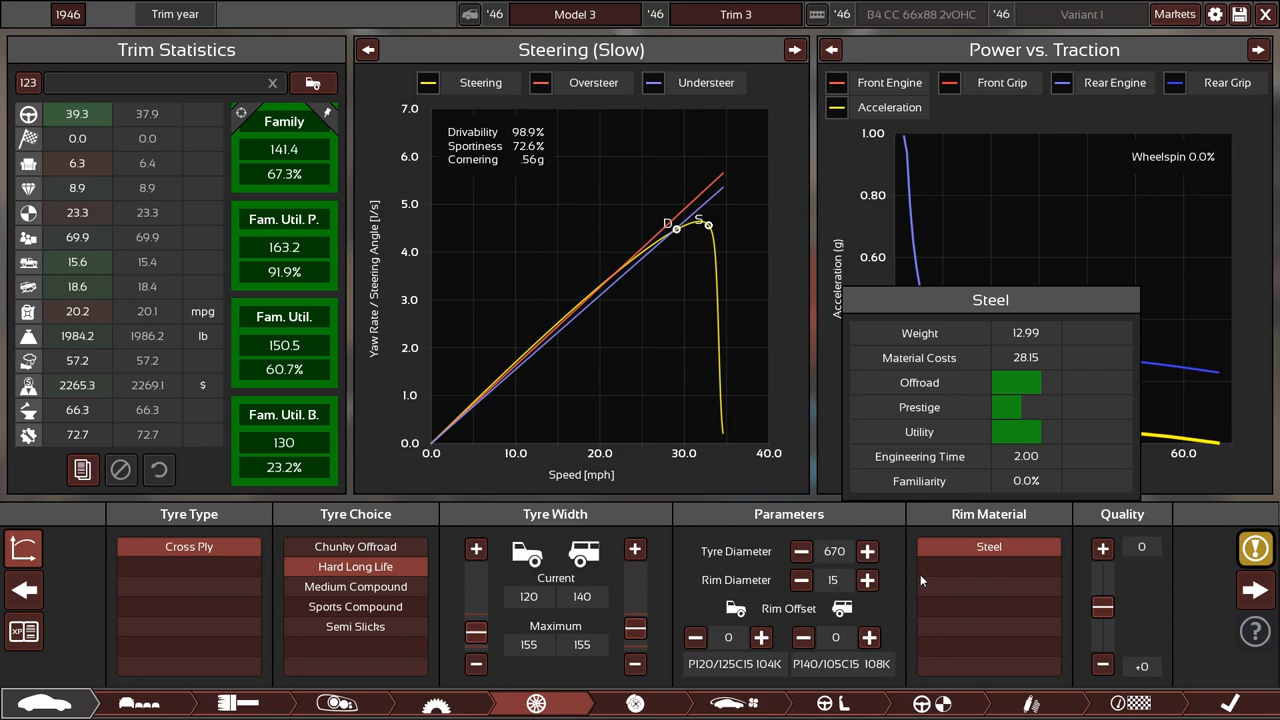 1946 Trim year '46 Model 3 '46 Trim 3 '46 B4 CC 66x88 2vOHC '46 Variant 1 Markets
Trim Statistics
123 X
39.3 37.9
0.0 0.0
6.3 6.4
8.9 8.9
23.3 23.3
69.9 69.9
15.6 15.4
18.6 18.4
20.2 20.1 mpg
1984.2 1986.2 lb
57.2 57.2
2265.3 2269.1 $
66.3 66.3
72.7 72.7
Family
141.4
67.3%
Fam. Util. P.
163.2
91.9%
Fam. Util.
150.5
60.7%
Fam. Util. B.
130
23.2%
Steering (Slow)
Steering Oversteer Understeer
Drivability 98.9%
Sportiness 72.6%
Cornering .56g
7.0
6.0
5.0
4.0
3.0
2.0
1.0
0.0
D S
Yaw Rate / Steering Angle [1/s]
0.0 10.0 20.0 30.0 40.0
Speed [mph]
Power vs. Traction
Front Engine Front Grip Rear Engine Rear Grip
Acceleration
1.00
0.80
0.60
Wheelspin 0.0%
Acceleration (g)
60.0
Steel
Weight 12.99
Material Costs 28.15
Offroad
Prestige
Utility
Engineering Time 2.00
Familiarity 0.0%
Tyre Type
Cross Ply
Tyre Choice
Chunky Offroad
Hard Long Life
Medium Compound
Sports Compound
Semi Slicks
Tyre Width
+ +
Current
120 140
Maximum
155 155
- -
Parameters
Tyre Diameter - 670 +
Rim Diameter - 15 +
Rim Offset
- 0 + - 0 +
P120/125C15 104K P140/105C15 108K
Rim Material
Steel
Quality
+ 0
- +0
XP
?